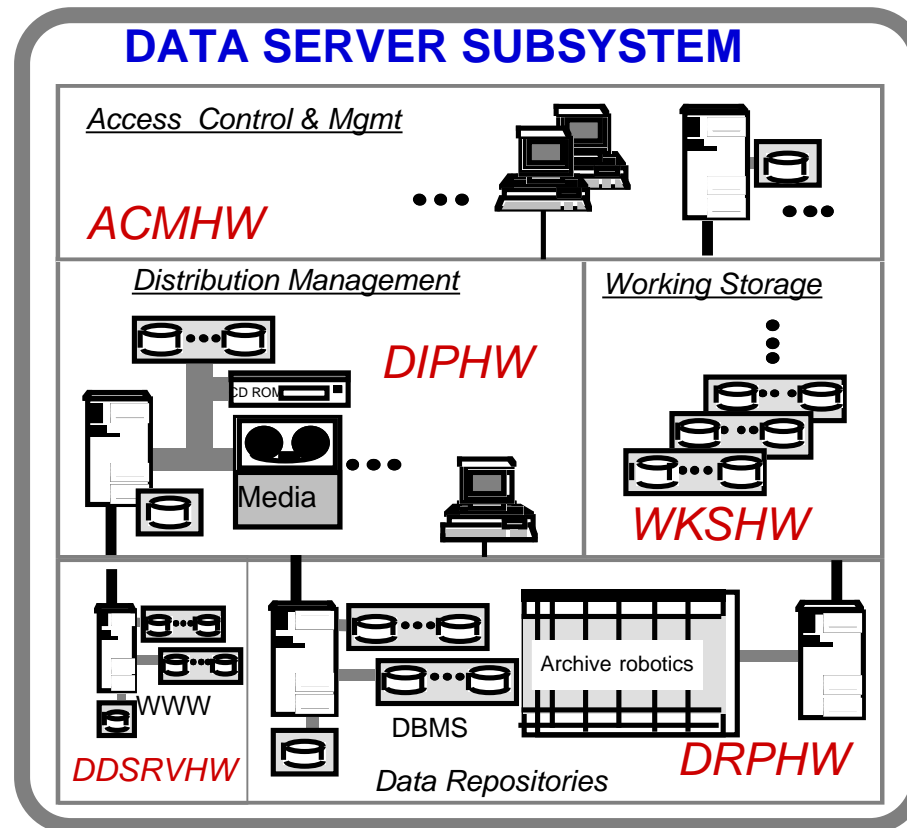 DATA SERVER SUBSYSTEM
Access Control & Mgmt
ACMHW
Distribution Management
DIPHW
CD ROM
Media
Working Storage
WKSHW
WWW
DDSRVHW
DBMS
Archive robotics
DRPHW
Data Repositories